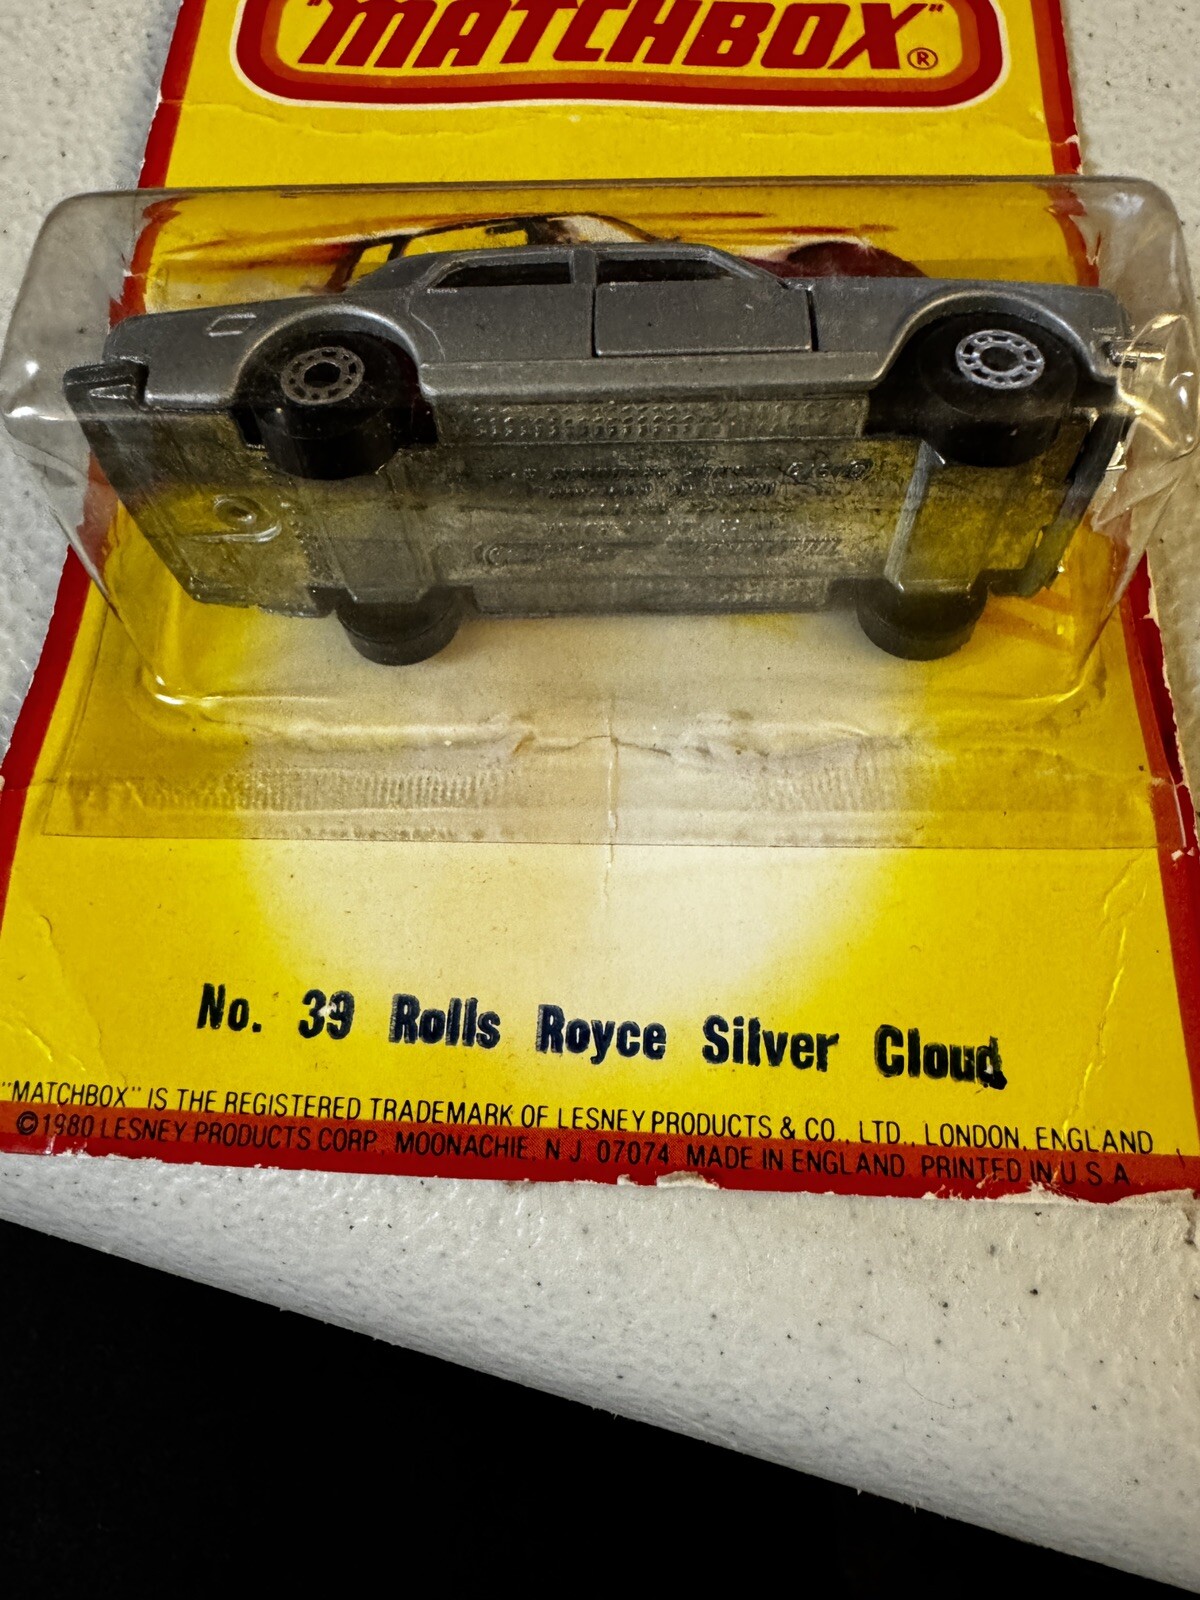 "MATCHBOX"®
No. 39 Rolls Royce Silver Cloud
"MATCHBOX" IS THE REGISTERED TRADEMARK OF LESNEY PRODUCTS & CO., LTD., LONDON, ENGLAND
©1980 LESNEY PRODUCTS CORP., MOONACHIE, N J 07074 MADE IN ENGLAND. PRINTED IN U S A